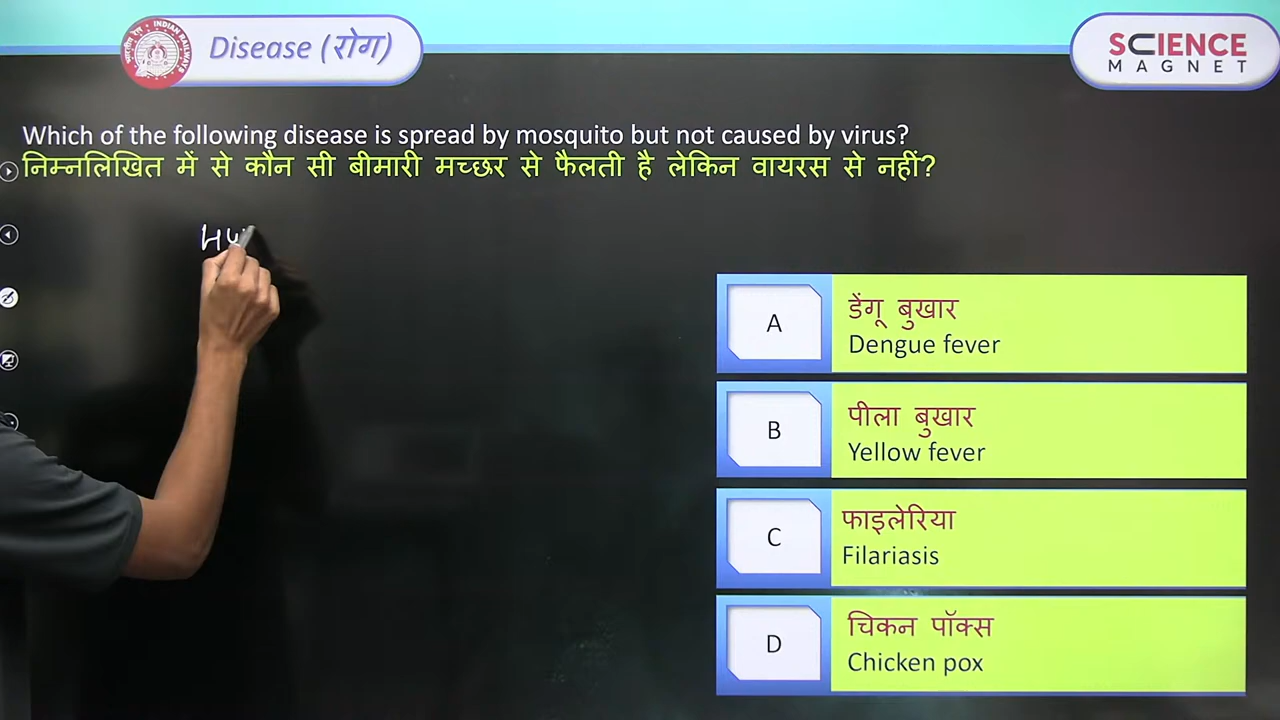 Disease (रोग)
SCIENCE
MAGNET
Which of the following disease is spread by mosquito but not caused by virus?
निम्नलिखित में से कौन सी बीमारी मच्छर से फैलती है लेकिन वायरस से नहीं?
A
डेंगू बुखार
Dengue fever
B
पीला बुखार
Yellow fever
C
फाइलेरिया
Filariasis
D
चिकन पॉक्स
Chicken pox